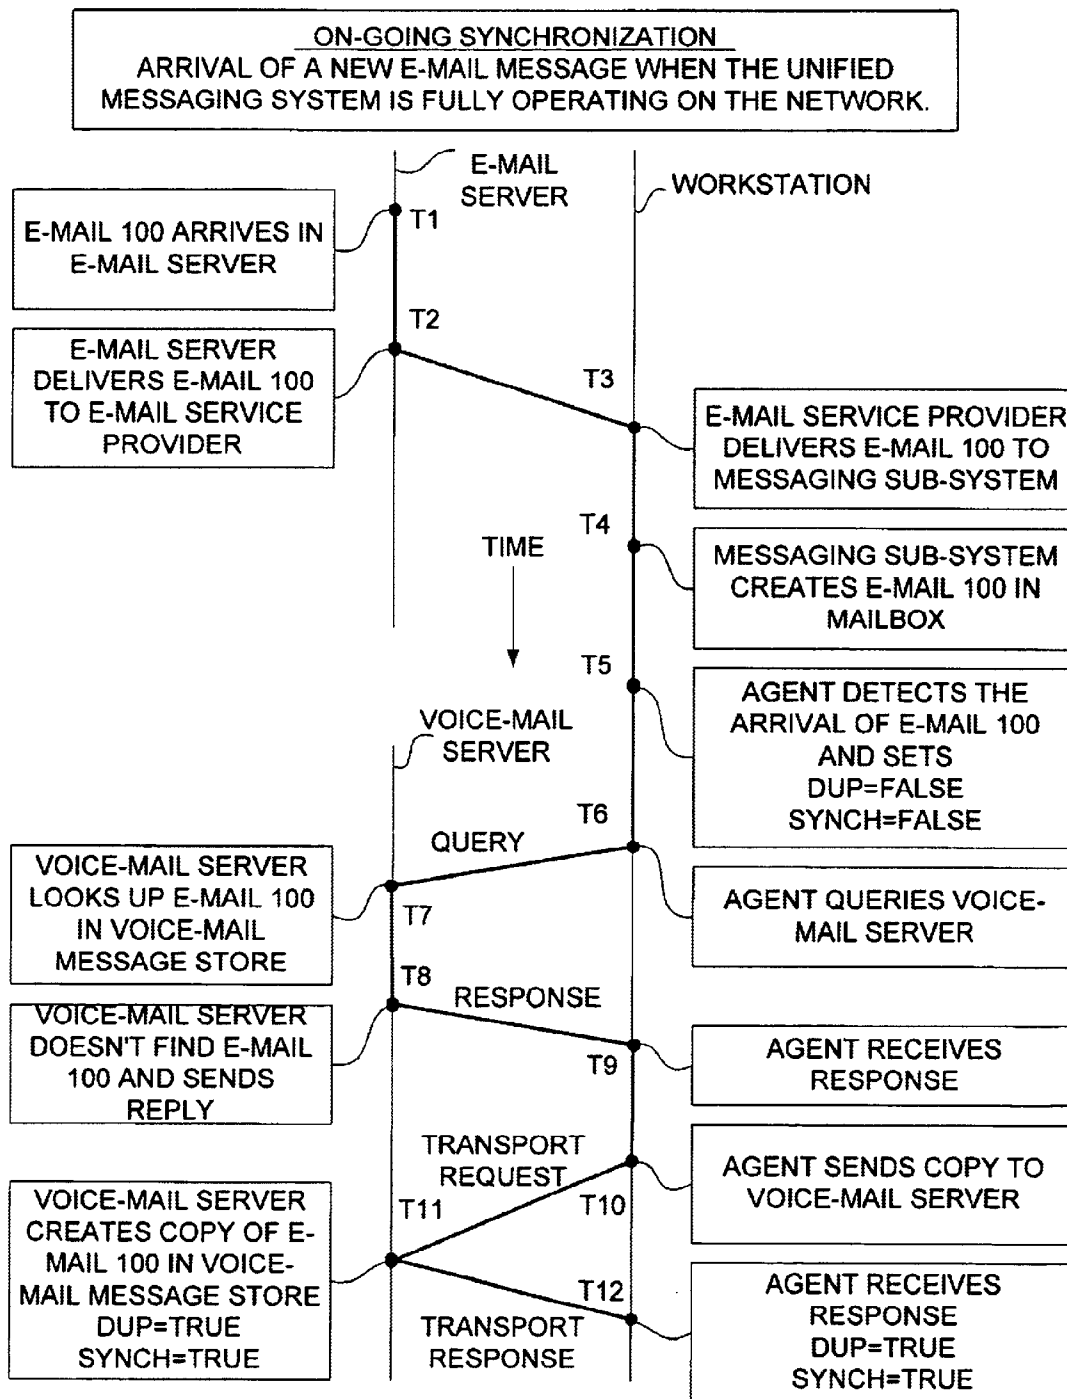 ON-GOING SYNCHRONIZATION
ARRIVAL OF A NEW E-MAIL MESSAGE WHEN THE UNIFIED
MESSAGING SYSTEM IS FULLY OPERATING ON THE NETWORK.
E-MAIL
SERVER
WORKSTATION
E-MAIL 100 ARRIVES IN
E-MAIL SERVER
T1
T2
E-MAIL SERVER
DELIVERS E-MAIL 100
TO E-MAIL SERVICE
PROVIDER
T3
E-MAIL SERVICE PROVIDER
DELIVERS E-MAIL 100 TO
MESSAGING SUB-SYSTEM
T4
TIME
MESSAGING SUB-SYSTEM
CREATES E-MAIL 100 IN
MAILBOX
T5
AGENT DETECTS THE
ARRIVAL OF E-MAIL 100
AND SETS
DUP=FALSE
SYNCH=FALSE
VOICE-MAIL
SERVER
T6
QUERY
VOICE-MAIL SERVER
LOOKS UP E-MAIL 100
IN VOICE-MAIL
MESSAGE STORE
T7
AGENT QUERIES VOICE-
MAIL SERVER
T8
RESPONSE
VOICE-MAIL SERVER
DOESN'T FIND E-MAIL
100 AND SENDS
REPLY
T9
AGENT RECEIVES
RESPONSE
TRANSPORT
REQUEST
T10
AGENT SENDS COPY TO
VOICE-MAIL SERVER
T11
VOICE-MAIL SERVER
CREATES COPY OF E-
MAIL 100 IN VOICE-
MAIL MESSAGE STORE
DUP=TRUE
SYNCH=TRUE
T12
TRANSPORT
RESPONSE
AGENT RECEIVES
RESPONSE
DUP=TRUE
SYNCH=TRUE